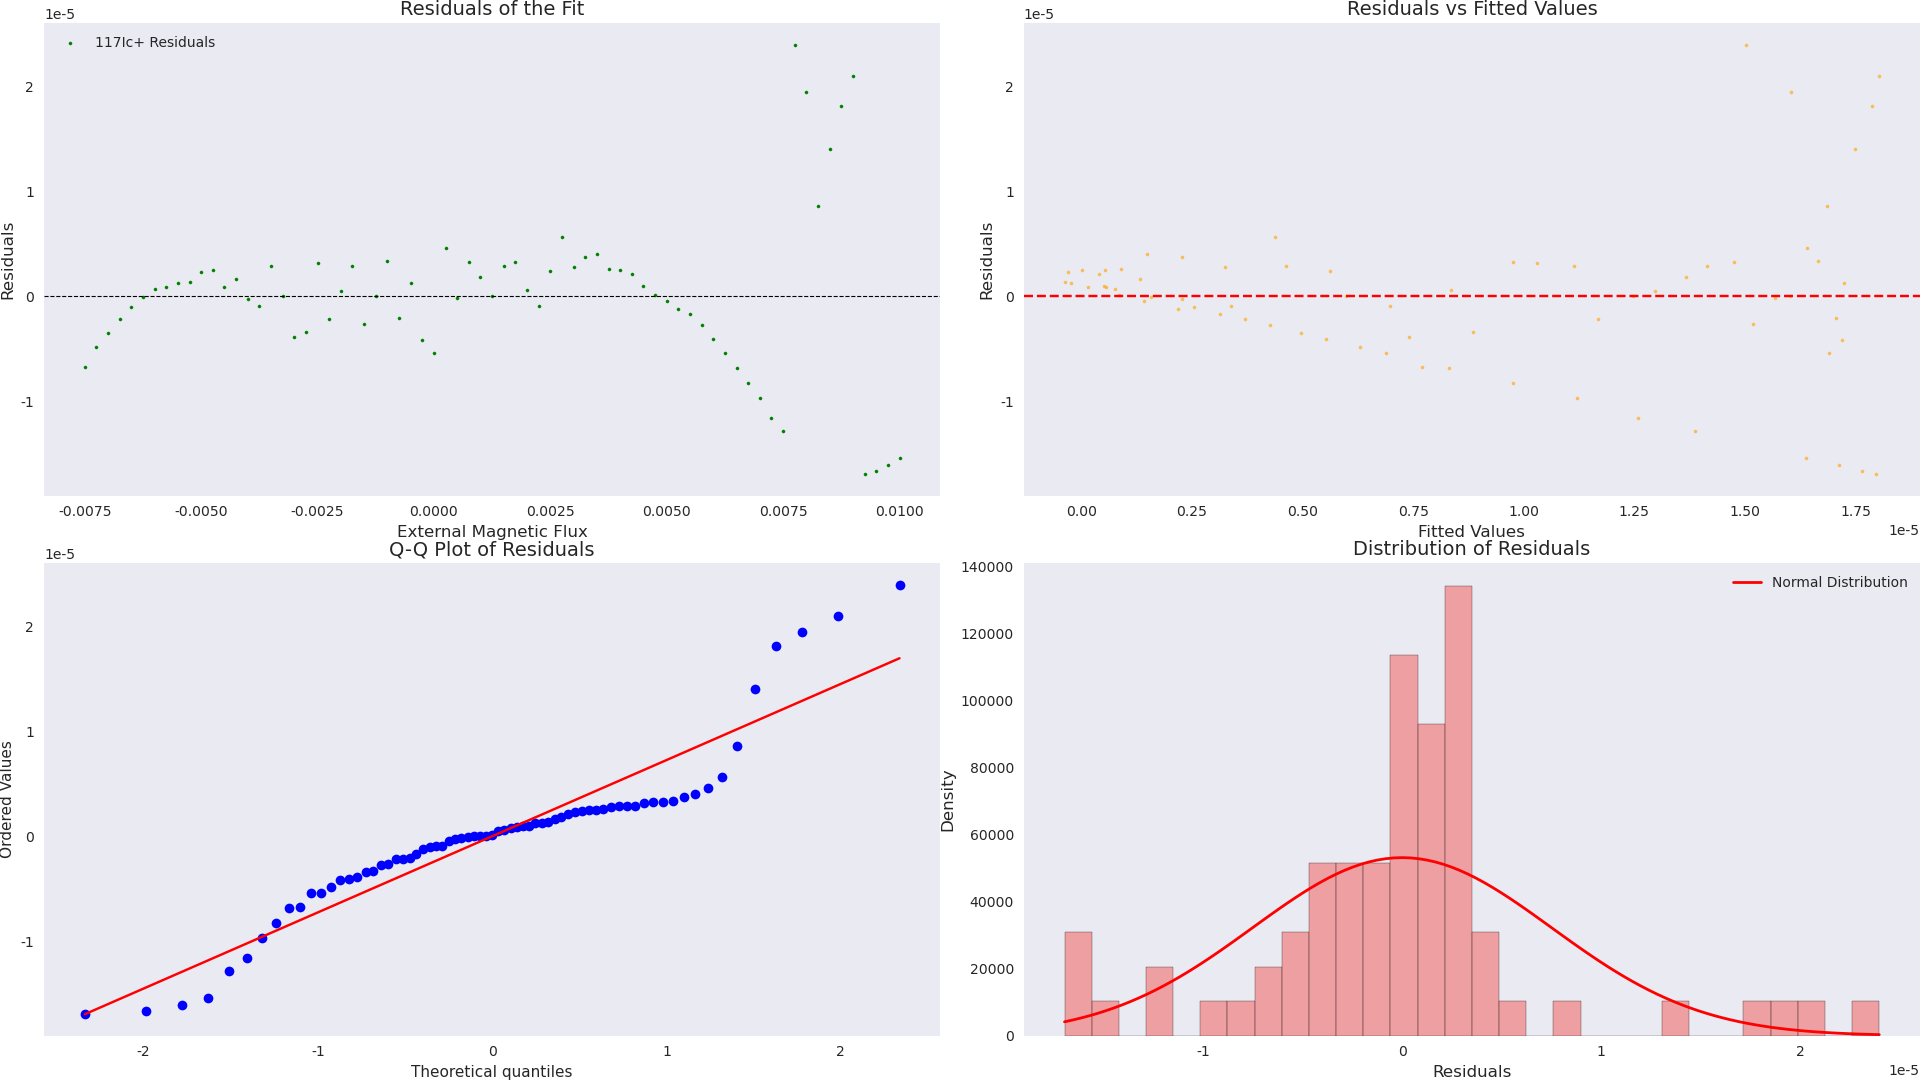 Residuals of the Fit
1e-5
117Ic+ Residuals
Residuals
2
1
0
-1
-0.0075 -0.0050 -0.0025 0.0000 0.0025 0.0050 0.0075 0.0100
External Magnetic Flux
Residuals vs Fitted Values
1e-5
Residuals
2
1
0
-1
0.00 0.25 0.50 0.75 1.00 1.25 1.50 1.75
1e-5
Fitted Values
Q-Q Plot of Residuals
1e-5
Ordered Values
2
1
0
-1
-2 -1 0 1 2
Theoretical quantiles
Distribution of Residuals
Normal Distribution
Density
140000
120000
100000
80000
60000
40000
20000
0
-1 0 1 2
1e-5
Residuals